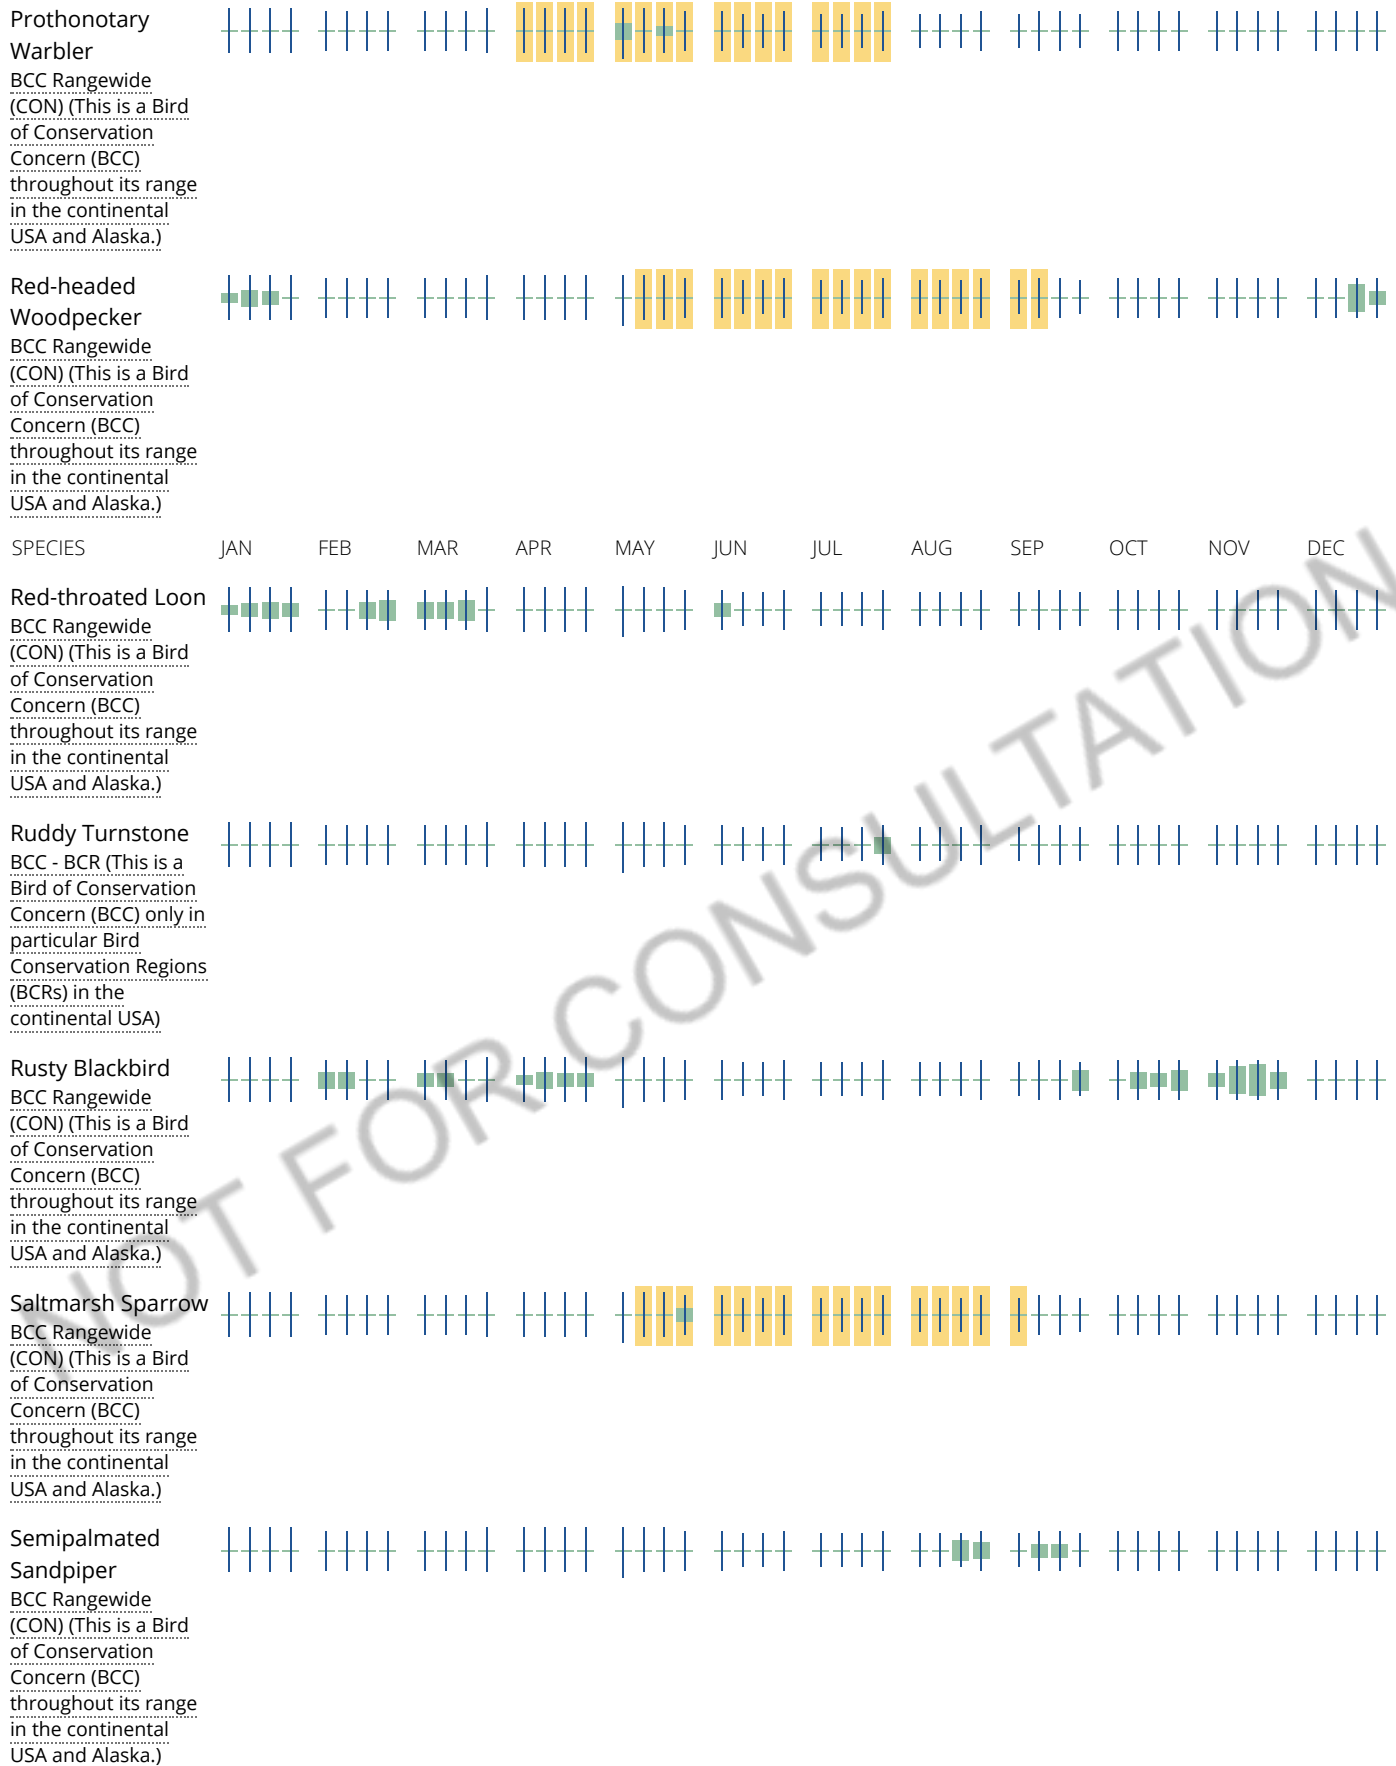 Prothonotary
Warbler
BCC Rangewide
(CON) (This is a Bird
of Conservation
Concern (BCC)
throughout its range
in the continental
USA and Alaska.)
Red-headed
Woodpecker
BCC Rangewide
(CON) (This is a Bird
of Conservation
Concern (BCC)
throughout its range
in the continental
USA and Alaska.)
SPECIES JAN FEB MAR APR MAY JUN JUL AUG SEP OCT NOV DEC
Red-throated Loon
BCC Rangewide
(CON) (This is a Bird
of Conservation
Concern (BCC)
throughout its range
in the continental
USA and Alaska.)
Ruddy Turnstone
BCC - BCR (This is a
Bird of Conservation
Concern (BCC) only in
particular Bird
Conservation Regions
(BCRs) in the
continental USA)
Rusty Blackbird
BCC Rangewide
(CON) (This is a Bird
of Conservation
Concern (BCC)
throughout its range
in the continental
USA and Alaska.)
Saltmarsh Sparrow
BCC Rangewide
(CON) (This is a Bird
of Conservation
Concern (BCC)
throughout its range
in the continental
USA and Alaska.)
Semipalmated
Sandpiper
BCC Rangewide
(CON) (This is a Bird
of Conservation
Concern (BCC)
throughout its range
in the continental
USA and Alaska.)
NOT FOR CONSULTATION